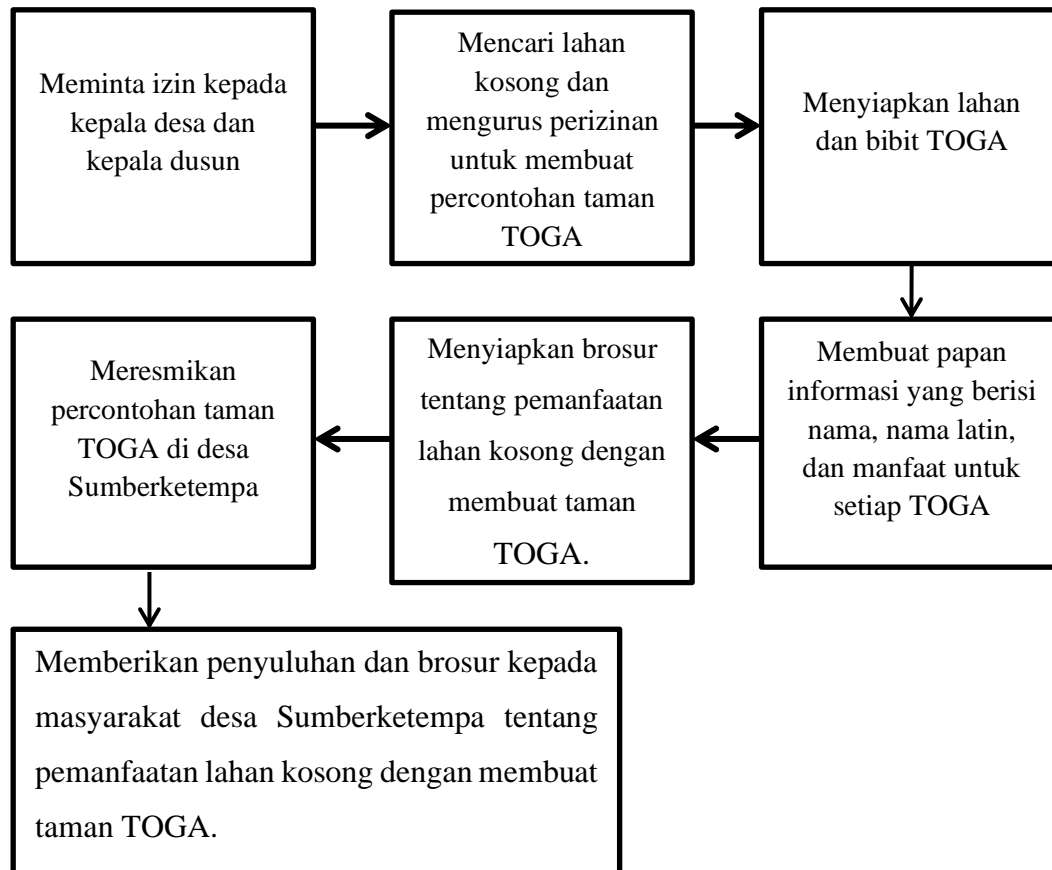 Meminta izin kepada
kepala desa dan
kepala dusun
Mencari lahan
kosong dan
mengurus perizinan
untuk membuat
percontohan taman
TOGA
Menyiapkan lahan
dan bibit TOGA
Membuat papan
informasi yang berisi
nama, nama latin,
dan manfaat untuk
setiap TOGA
Menyiapkan brosur
tentang pemanfaatan
lahan kosong dengan
membuat taman
TOGA.
Meresmikan
percontohan taman
TOGA di desa
Sumberketempa
Memberikan penyuluhan dan brosur kepada
masyarakat desa Sumberketempa tentang
pemanfaatan lahan kosong dengan membuat
taman TOGA.